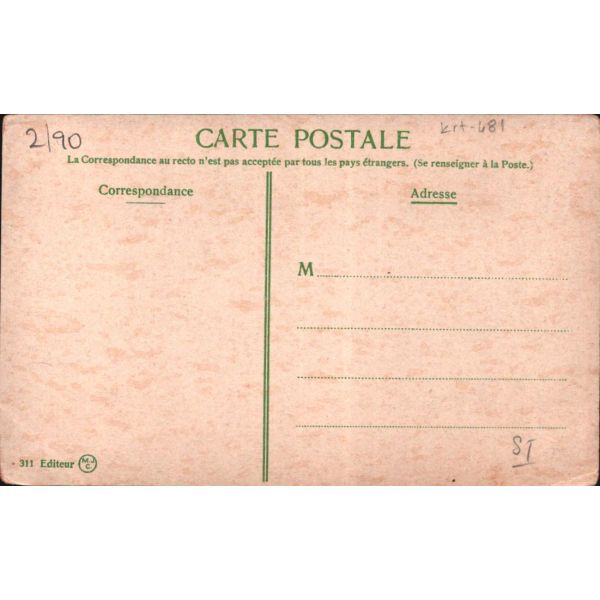 2/90
krt-681
CARTE POSTALE
La Correspondance au recto n'est pas acceptée par tous les pays étrangers. (Se renseigner à la Poste.)
Correspondance
Adresse
M
311 Editeur M.J.C.
SI